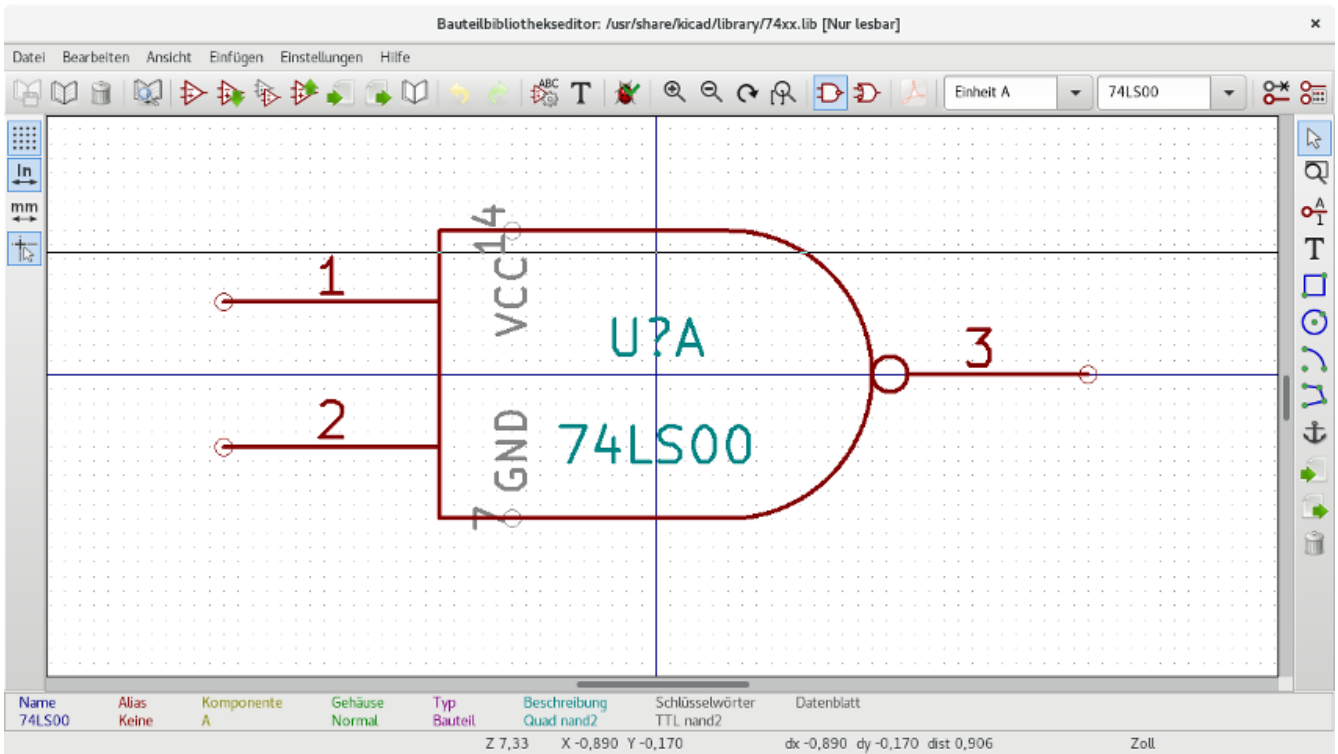 Bauteilbibliothekseditor: /usr/share/kicad/library/74xx.lib [Nur lesbar]
Datei Bearbeiten Ansicht Einfügen Einstellungen Hilfe
ABC T Einheit A 74LS00
In
mm
A
1
T
14
VCC
1
U?A
3
2
GND
74LS00
7
Name Alias Komponente Gehäuse Typ Beschreibung Schlüsselwörter Datenblatt
74LS00 Keine A Normal Bauteil Quad nand2 TTL nand2
Z 7,33 X -0,890 Y -0,170 dx -0,890 dy -0,170 dist 0,906 Zoll